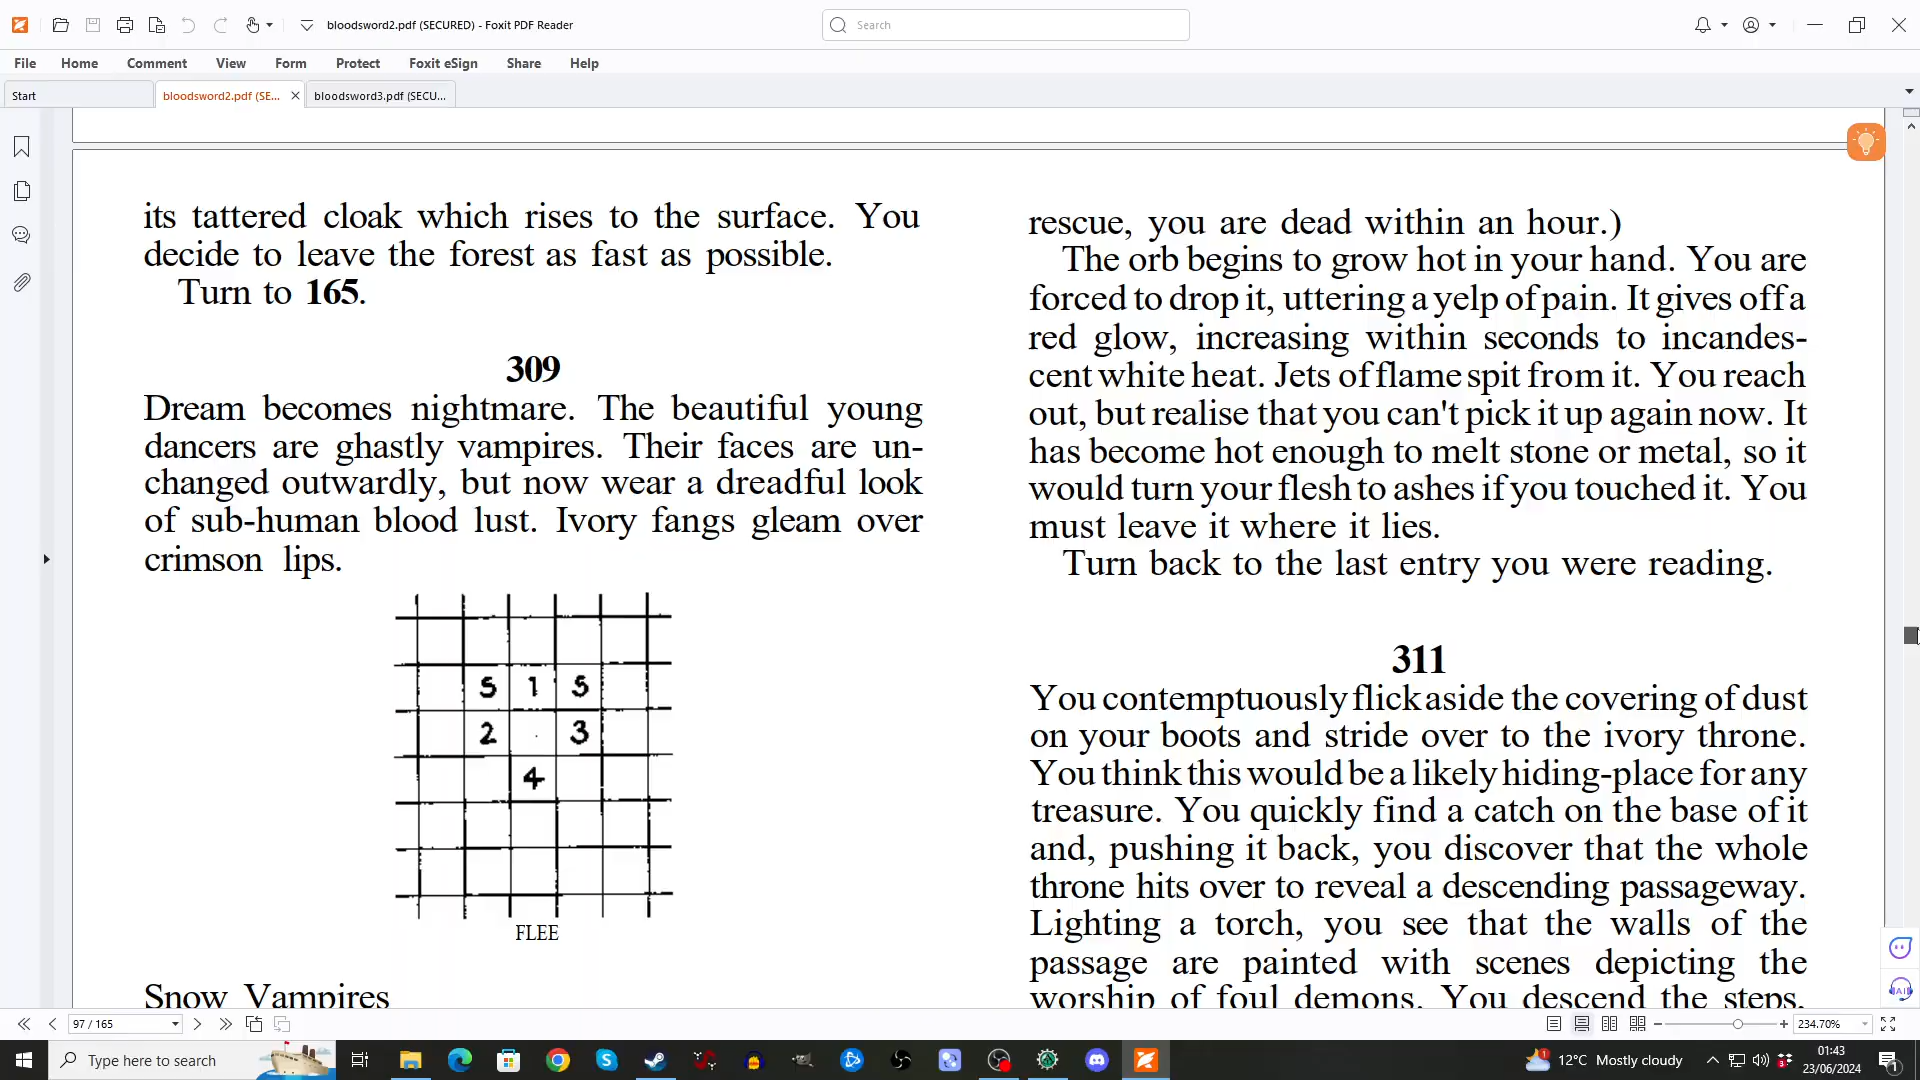 bloodsword2.pdf (SECURED) - Foxit PDF Reader
Search
File Home Comment View Form Protect Foxit eSign Share Help
Start
bloodsword2.pdf (SE...
bloodsword3.pdf (SECU...
its tattered cloak which rises to the surface. You
decide to leave the forest as fast as possible.
Turn to 165.
309
Dream becomes nightmare. The beautiful young
dancers are ghastly vampires. Their faces are un-
changed outwardly, but now wear a dreadful look
of sub-human blood lust. Ivory fangs gleam over
crimson lips.
5 1 5
2 3
4
FLEE
Snow Vampires
rescue, you are dead within an hour.)
The orb begins to grow hot in your hand. You are
forced to drop it, uttering a yelp of pain. It gives off a
red glow, increasing within seconds to incandes-
cent white heat. Jets of flame spit from it. You reach
out, but realise that you can't pick it up again now. It
has become hot enough to melt stone or metal, so it
would turn your flesh to ashes if you touched it. You
must leave it where it lies.
Turn back to the last entry you were reading.
311
You contemptuously flick aside the covering of dust
on your boots and stride over to the ivory throne.
You think this would be a likely hiding-place for any
treasure. You quickly find a catch on the base of it
and, pushing it back, you discover that the whole
throne hits over to reveal a descending passageway.
Lighting a torch, you see that the walls of the
passage are painted with scenes depicting the
worship of foul demons. You descend the steps,
97 / 165
234.70%
Type here to search
12°C Mostly cloudy
01:43
23/06/2024